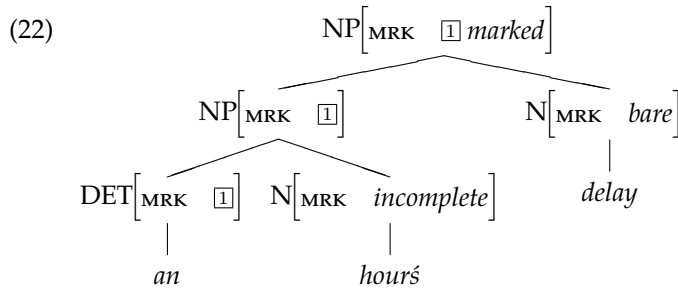 (22) NP[MRK 1 marked]
NP[MRK 1] N[MRK bare]
DET[MRK 1] N[MRK incomplete] delay
an hourś